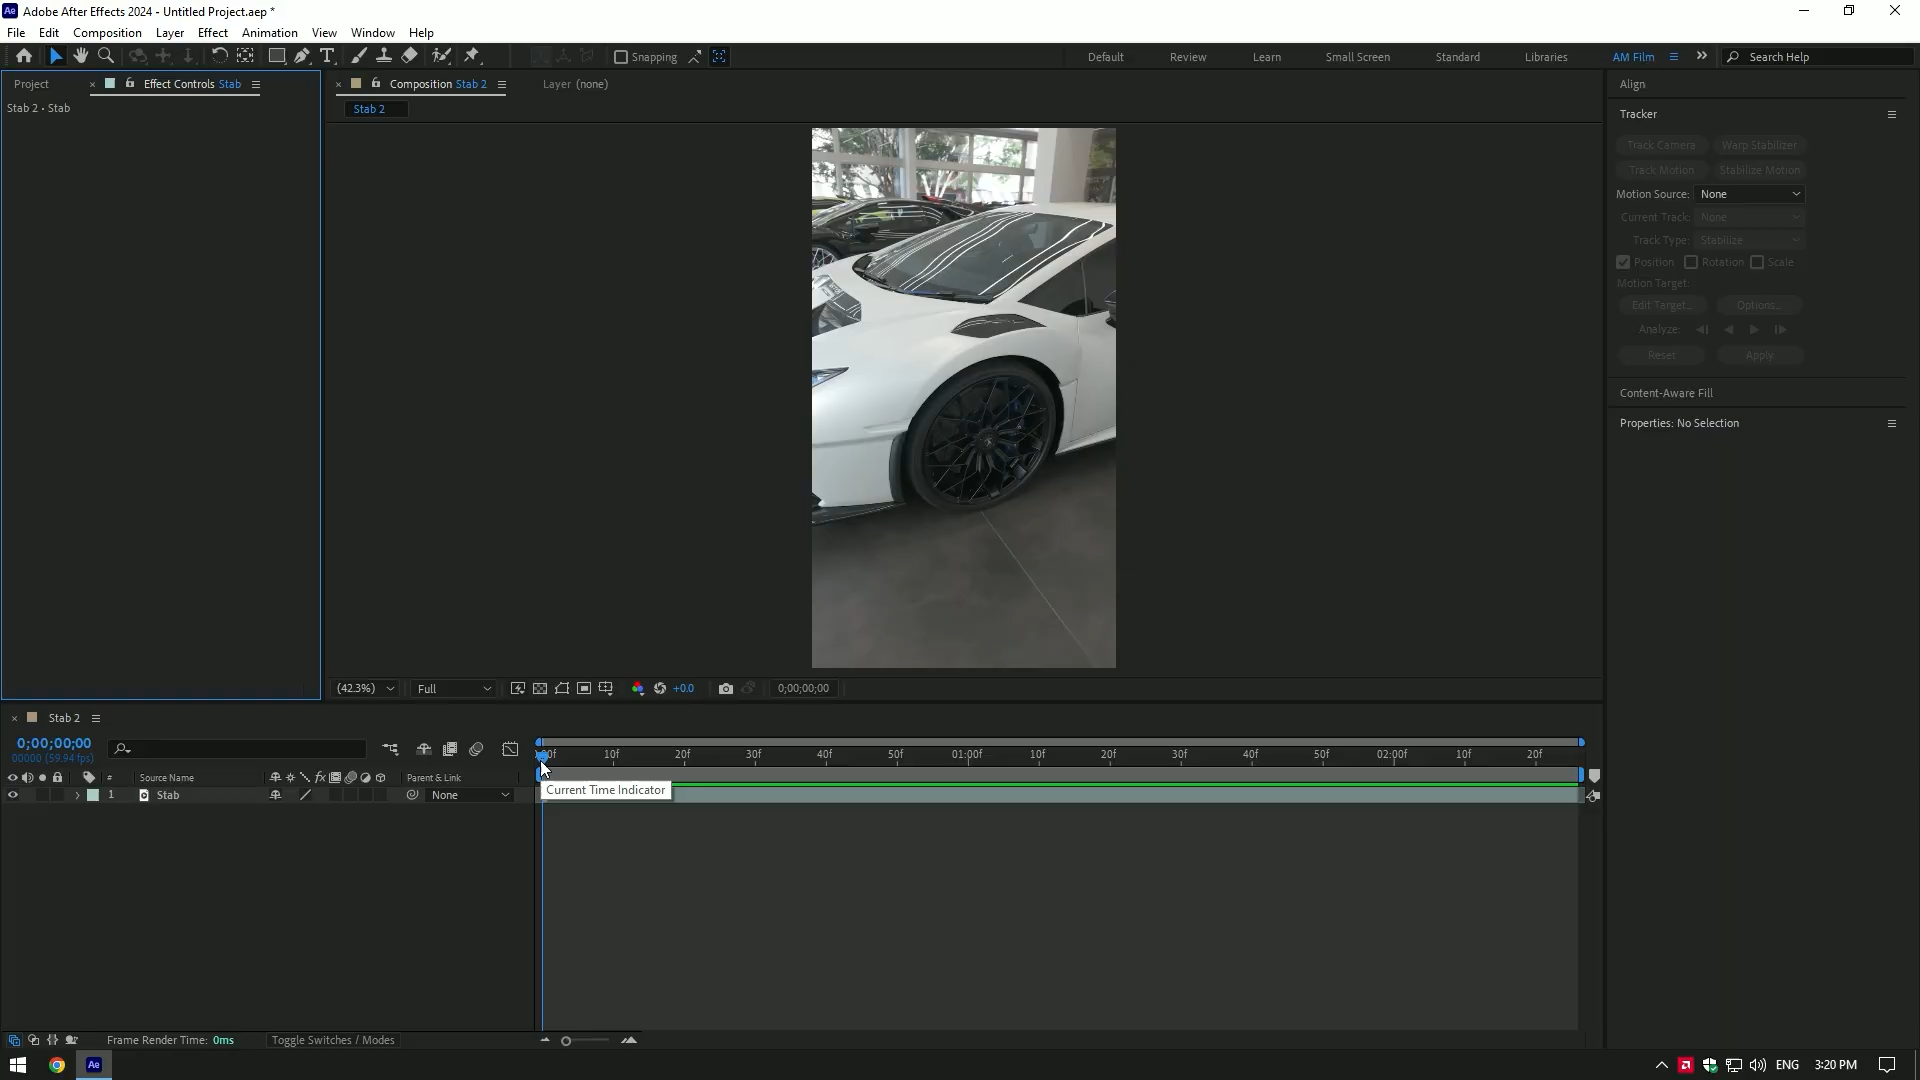 Adobe After Effects 2024 - Untitled Project.aep *
File Edit Composition Layer Effect Animation View Window Help
Snapping
Default Review Learn Small Screen Standard Libraries AM Film Search Help
Project Effect Controls Stab
Stab 2 • Stab
Composition Stab 2
Layer (none)
Stab 2
Align
Tracker
Track Camera Warp Stabilizer
Track Motion Stabilize Motion
Motion Source: None
Current Track: None
Track Type: Stabilize
Position Rotation Scale
Motion Target:
Edit Target... Options...
Analyze:
Reset Apply
Content-Aware Fill
Properties: No Selection
(42.3%) Full +0.0 0;00;00;00
Stab 2
0;00;00;00
00000 (59.94 fps)
10f 20f 30f 40f 50f 01:00f 10f 20f 30f 40f 50f 02:00f 10f 20f
# Source Name Parent & Link
1 Stab None
Current Time Indicator
Frame Render Time: 0ms Toggle Switches / Modes
ENG 3:20 PM